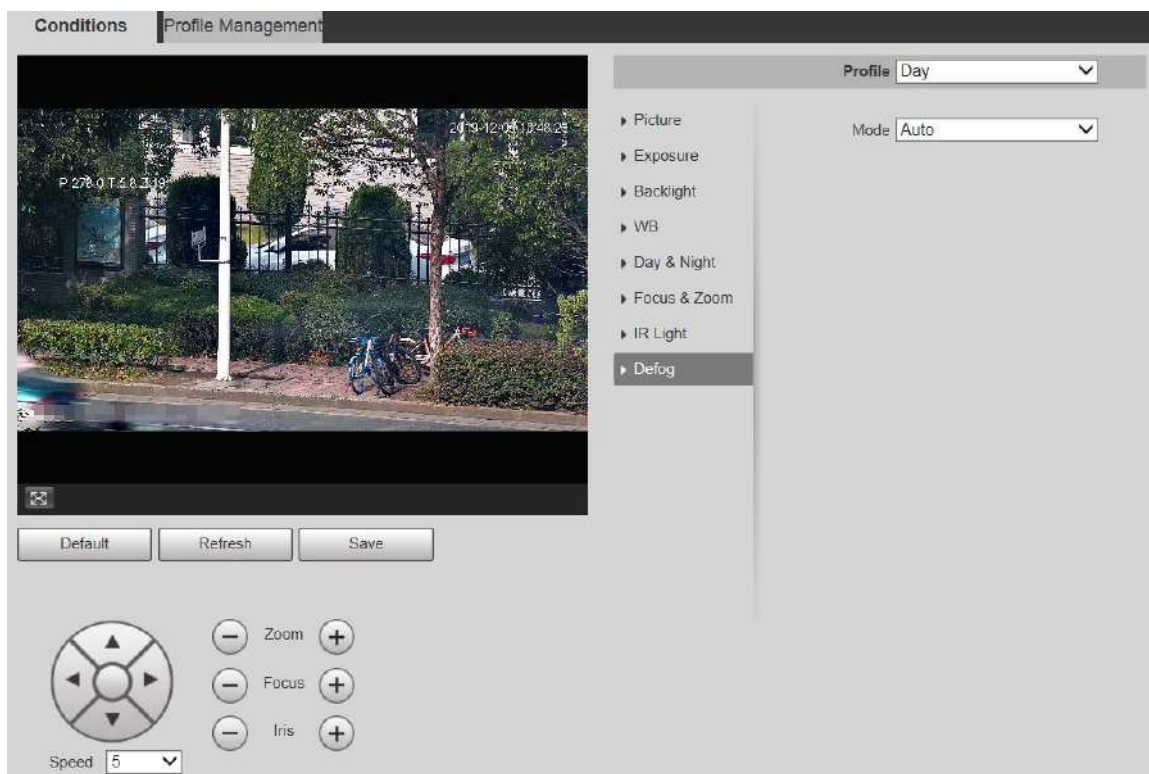 Conditions
Profile Management
Profile Day
Picture
Exposure
Backlight
WB
Day & Night
Focus & Zoom
IR Light
Defog
Mode Auto
Default
Refresh
Save
Zoom
Focus
Iris
Speed 5